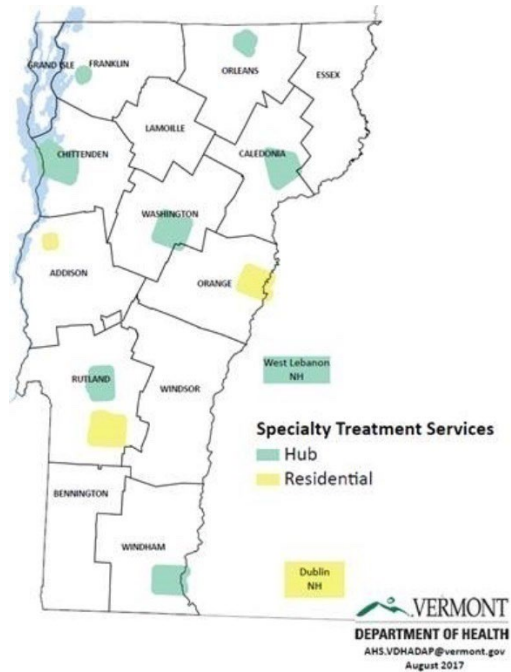 GRAND ISLE
FRANKLIN
ORLEANS
ESSEX
LAMOILLE
CHITTENDEN
CALEDONIA
WASHINGTON
ADDISON
ORANGE
West Lebanon
NH
RUTLAND
WINDSOR
Specialty Treatment Services
Hub
Residential
BENNINGTON
WINDHAM
Dublin
NH
VERMONT
DEPARTMENT OF HEALTH
AHS.VDHADAP@vermont.gov
August 2017